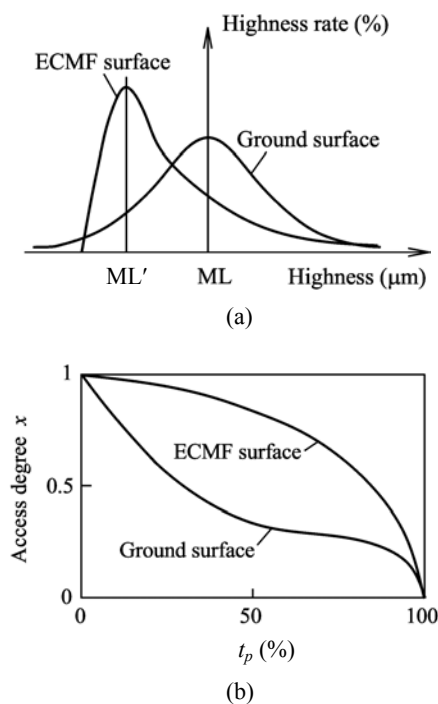 Highness rate (%)
ECMF surface
Ground surface
ML′
ML
Highness (μm)
(a)
1
Access degree x
ECMF surface
0.5
Ground surface
0
0
50
100
tₚ (%)
(b)